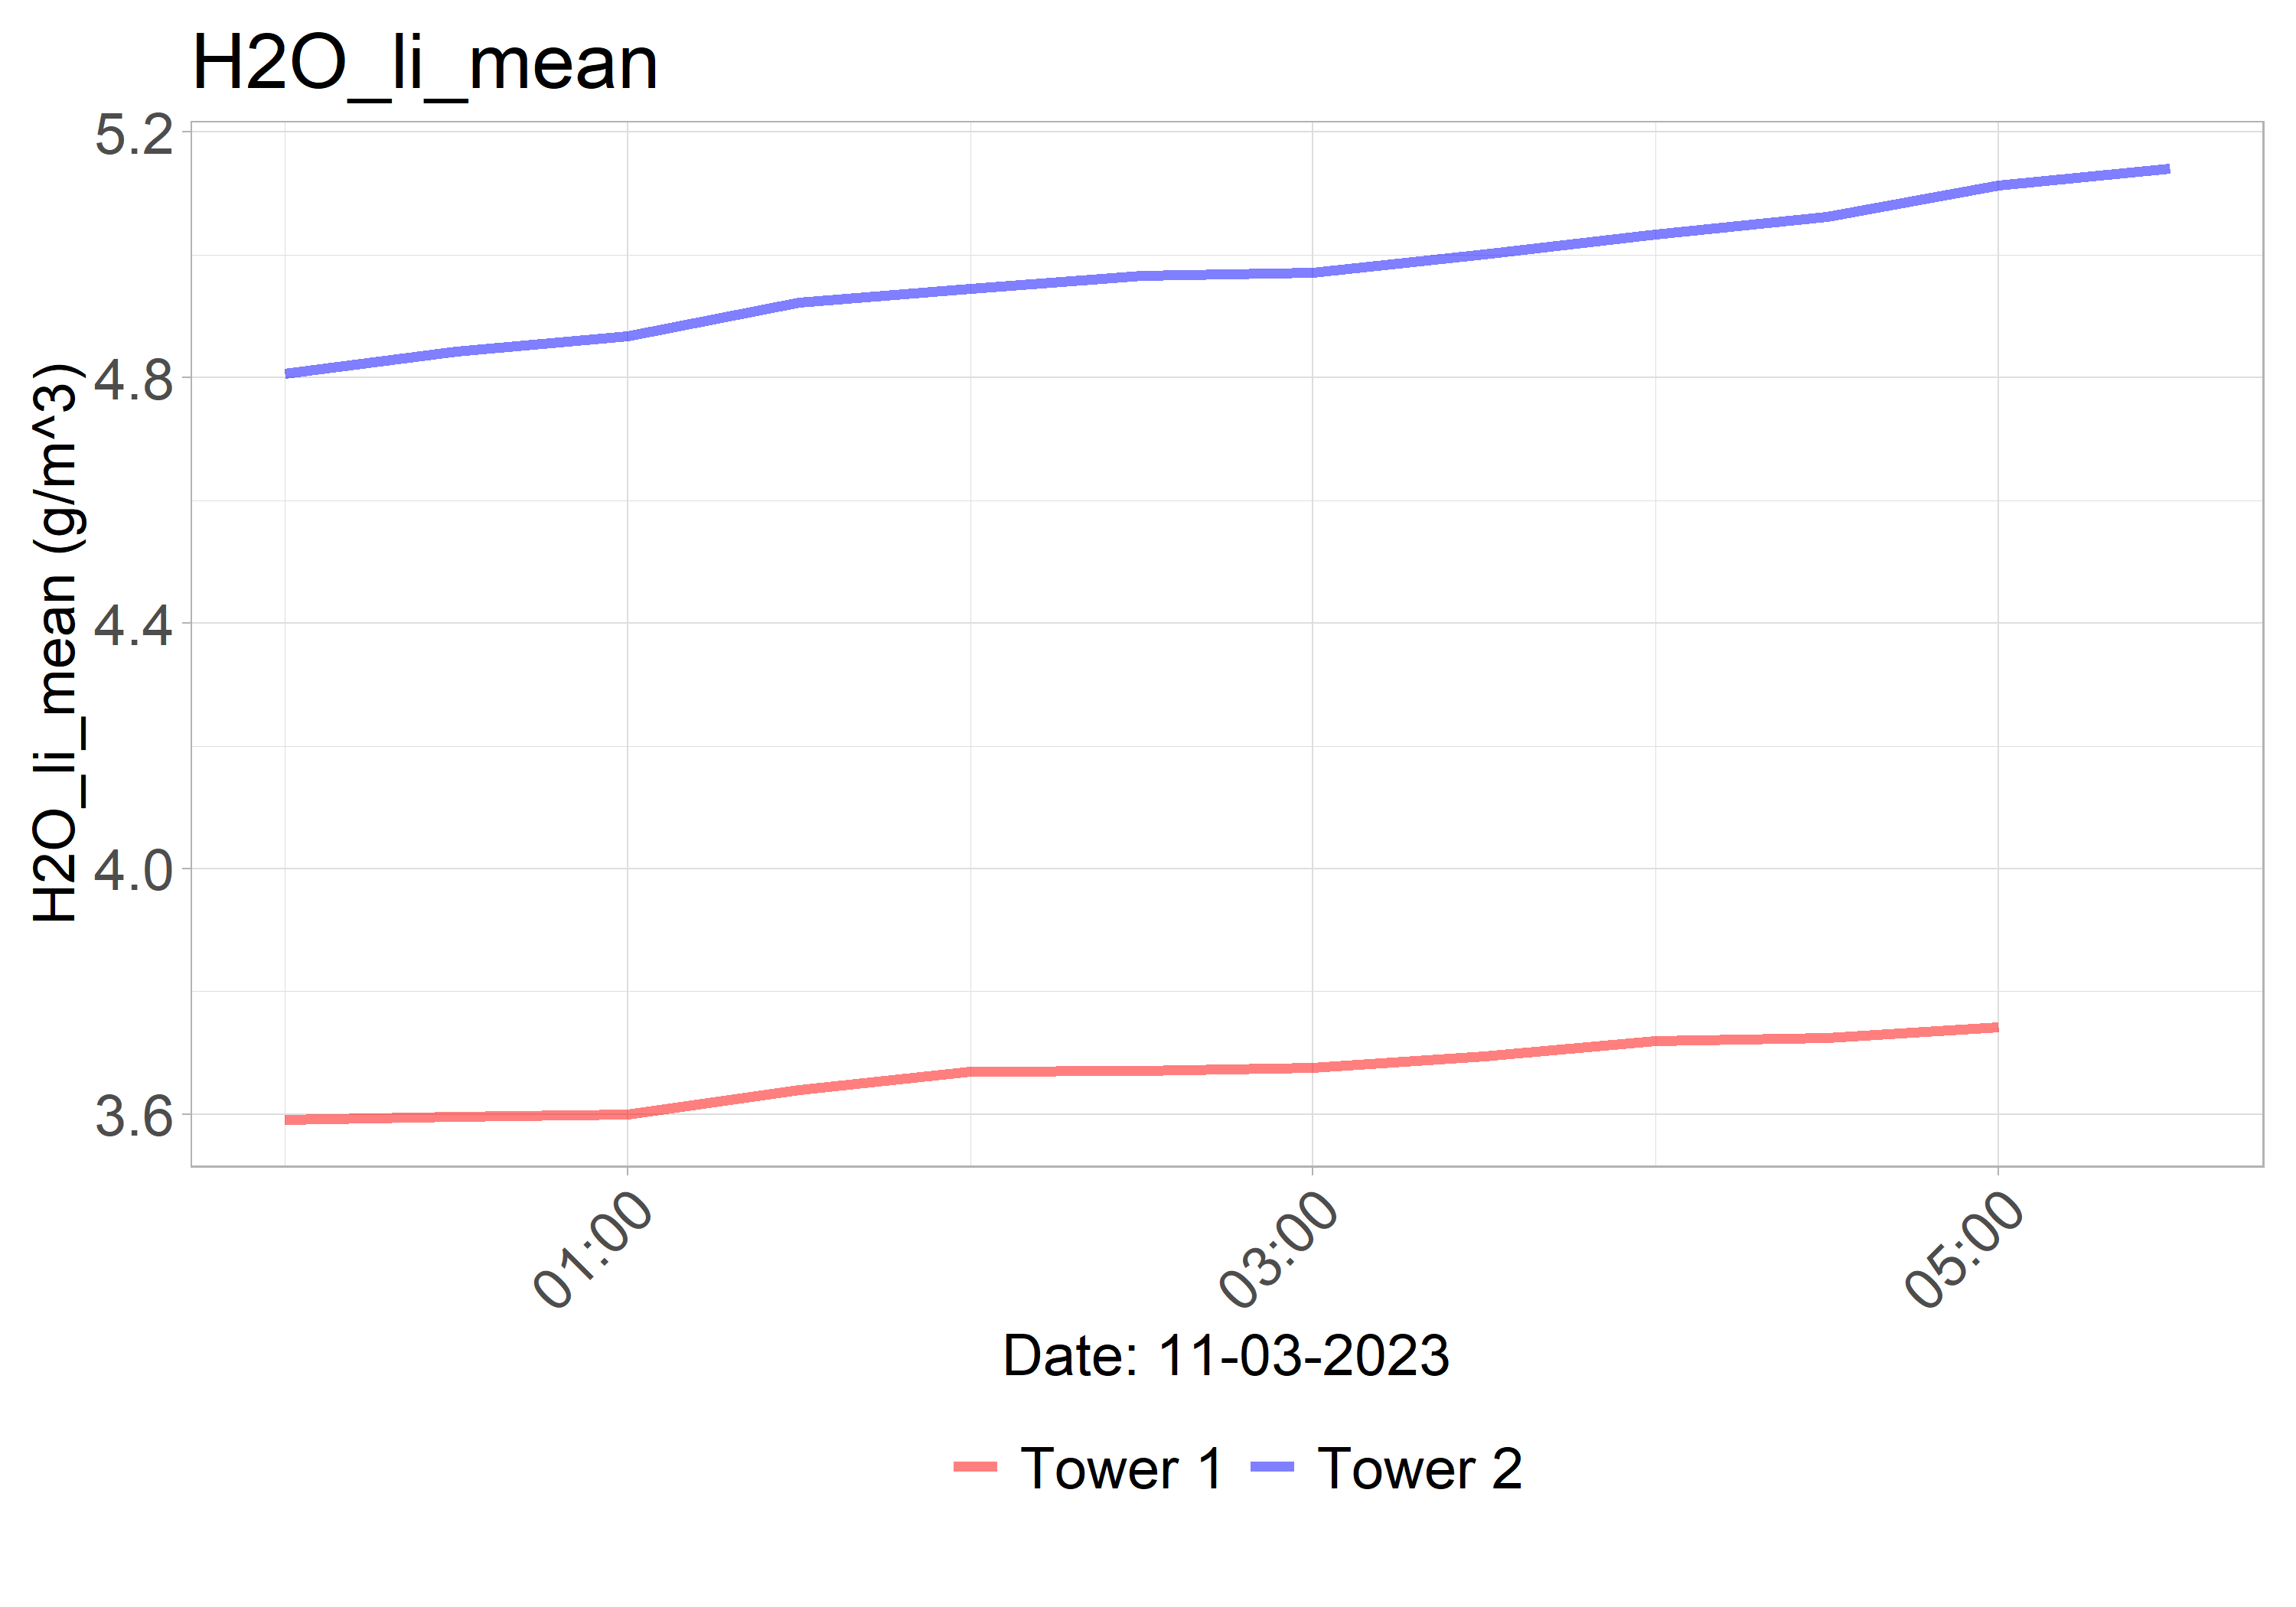 H2O_li_mean
H2O_li_mean (g/m^3)
5.2
4.8
4.4
4.0
3.6
01:00
03:00
05:00
Date: 11-03-2023
Tower 1 Tower 2